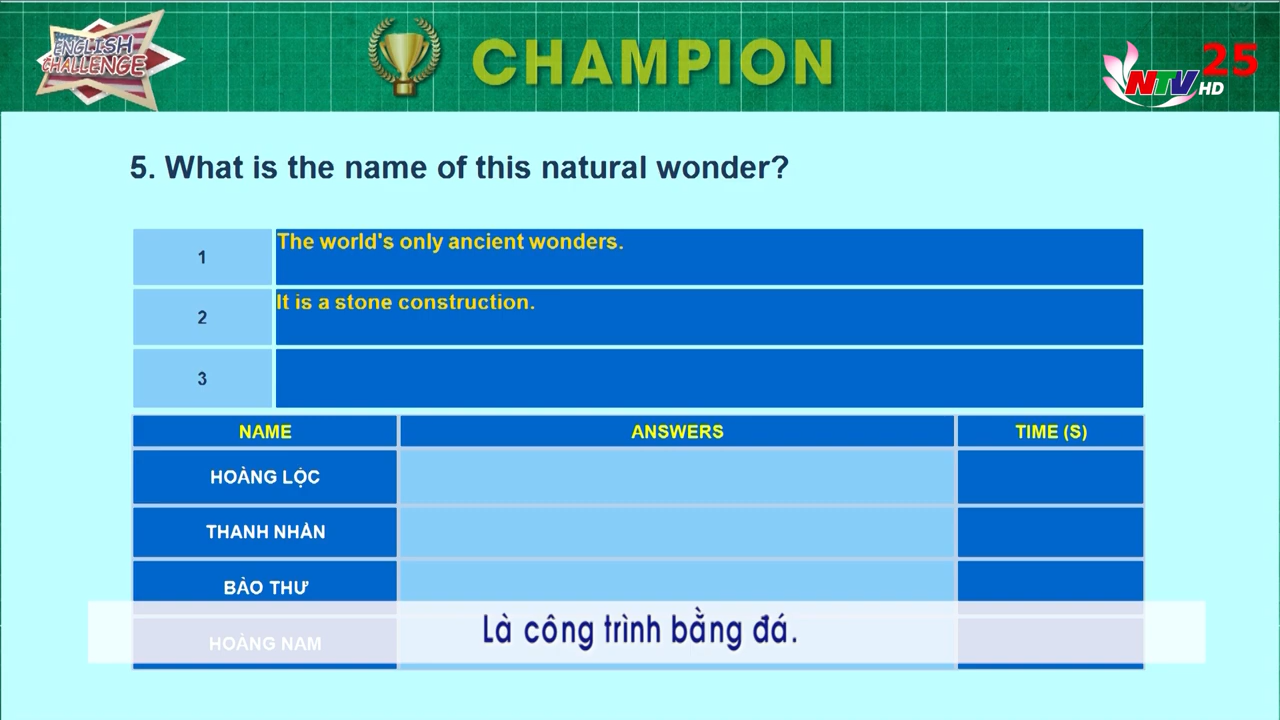 ENGLISH
CHALLENGE
CHAMPION
NTV HD
25
5. What is the name of this natural wonder?
1
The world's only ancient wonders.
2
It is a stone construction.
3
NAME ANSWERS TIME (S)
HOÀNG LỘC
THANH NHÀN
BẢO THƯ
HOÀNG NAM
Là công trình bằng đá.